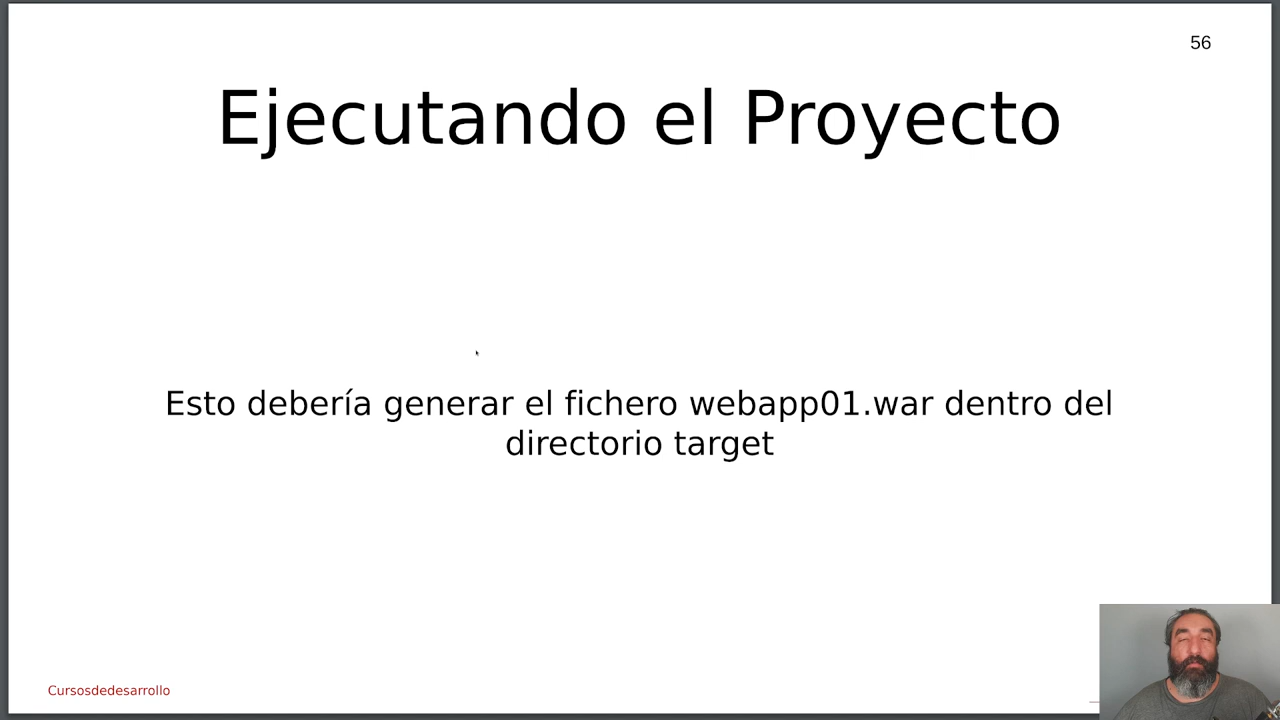 56
Ejecutando el Proyecto
Esto debería generar el fichero webapp01.war dentro del
directorio target
Cursosdedesarrollo